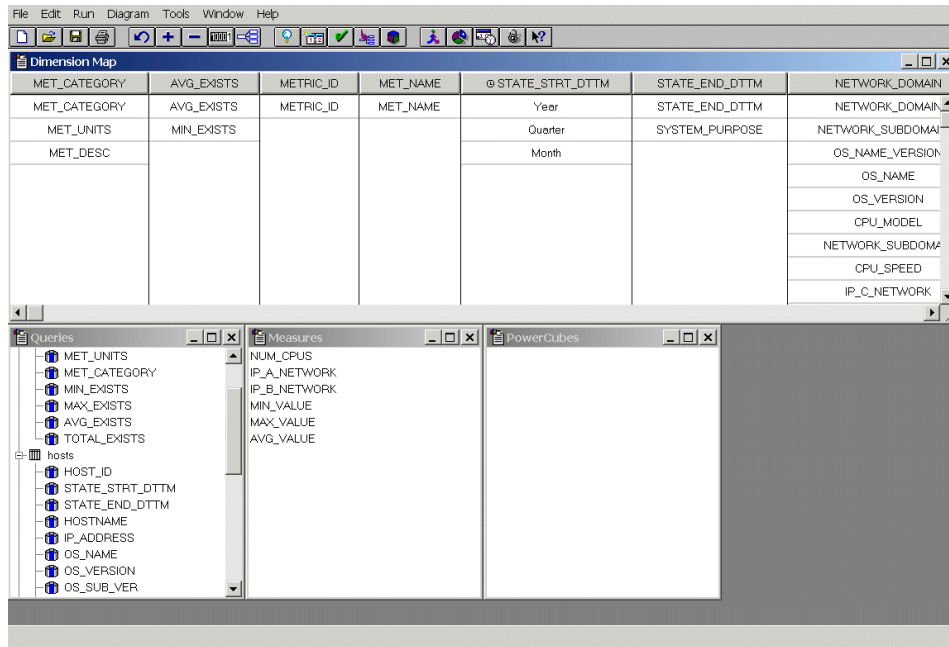 File Edit Run Diagram Tools Window Help
Dimension Map
MET_CATEGORY AVG_EXISTS METRIC_ID MET_NAME STATE_STRT_DTTM STATE_END_DTTM NETWORK_DOMAIN
MET_CATEGORY AVG_EXISTS METRIC_ID MET_NAME Year STATE_END_DTTM NETWORK_DOMAIN
MET_UNITS MIN_EXISTS Quarter SYSTEM_PURPOSE NETWORK_SUBDOMAI
MET_DESC Month OS_NAME_VERSION
OS_NAME
OS_VERSION
CPU_MODEL
NETWORK_SUBDOMA
CPU_SPEED
IP_C_NETWORK
Queries
MET_UNITS
MET_CATEGORY
MIN_EXISTS
MAX_EXISTS
AVG_EXISTS
TOTAL_EXISTS
hosts
HOST_ID
STATE_STRT_DTTM
STATE_END_DTTM
HOSTNAME
IP_ADDRESS
OS_NAME
OS_VERSION
OS_SUB_VER
Measures
NUM_CPUS
IP_A_NETWORK
IP_B_NETWORK
MIN_VALUE
MAX_VALUE
AVG_VALUE
PowerCubes